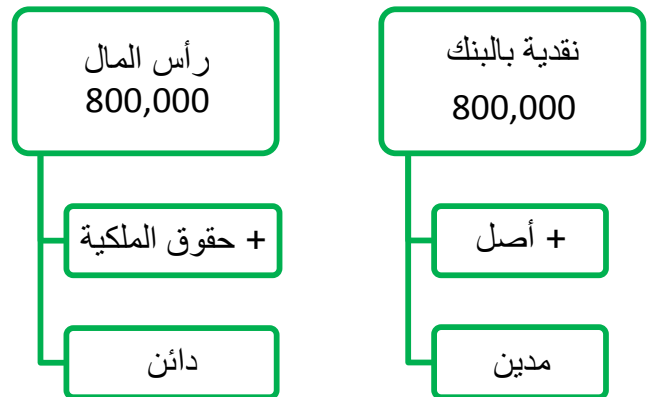 نقدية بالبنك
800,000
+ أصل
مدين
رأس المال
800,000
+ حقوق الملكية
دائن